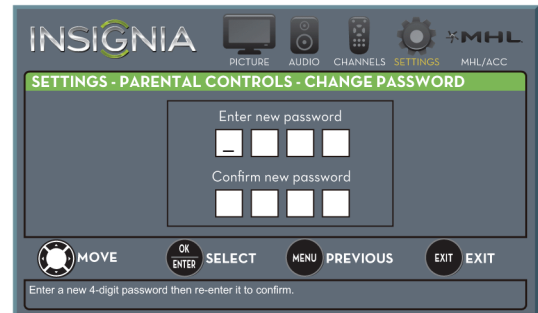 INSIGNIA
PICTURE AUDIO CHANNELS SETTINGS MHL/ACC
MHL
SETTINGS - PARENTAL CONTROLS - CHANGE PASSWORD
Enter new password
_
Confirm new password
MOVE OK ENTER SELECT MENU PREVIOUS EXIT EXIT
Enter a new 4-digit password then re-enter it to confirm.